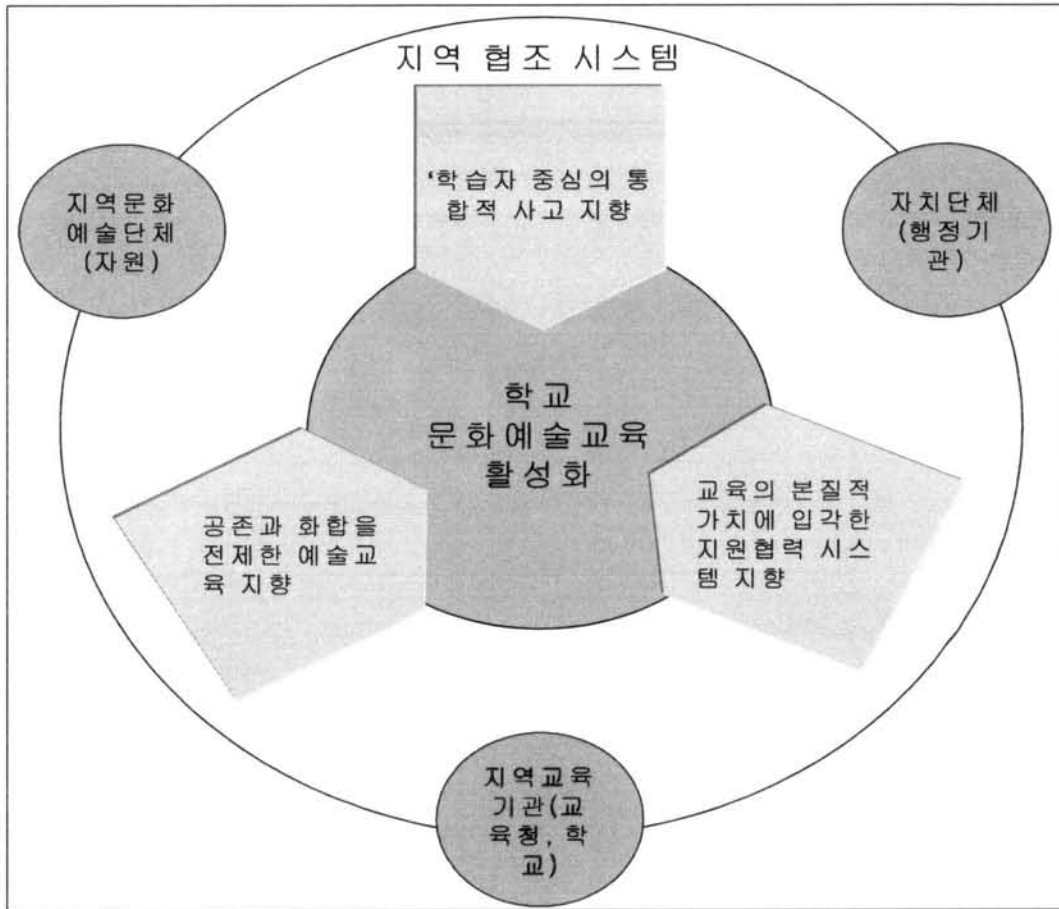 지역 협조 시스템
‘학습자 중심의 통
합적 사고 지향
지역문화
예술단체
(자원)
자치단체
(행정기
관)
학교
문화예술교육
활성화
공존과 화합을
전제한 예술교
육 지향
교육의 본질적
가치에 입각한
지원협력 시스
템 지향
지역교육
기관(교
육청, 학
교)